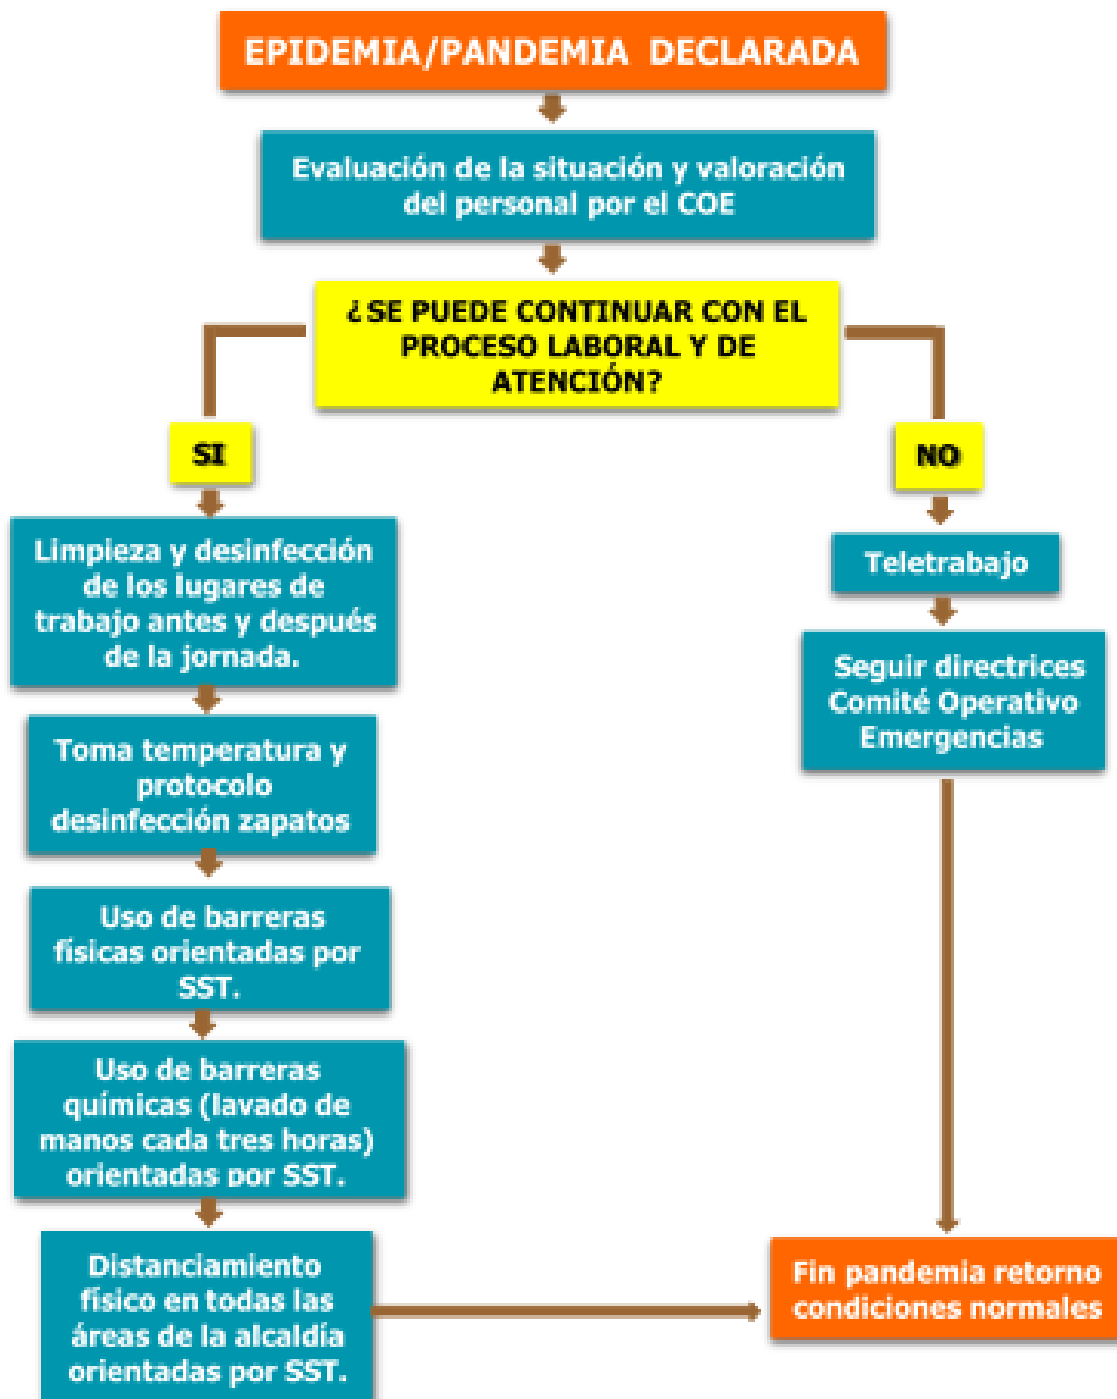 EPIDEMIA/PANDEMIA DECLARADA
Evaluación de la situación y valoración
del personal por el COE
¿SE PUEDE CONTINUAR CON EL
PROCESO LABORAL Y DE
ATENCIÓN?
SI
NO
Limpieza y desinfección
de los lugares de
trabajo antes y después
de la jornada.
Toma temperatura y
protocolo
desinfección zapatos
Uso de barreras
físicas orientadas por
SST.
Uso de barreras
químicas (lavado de
manos cada tres horas)
orientadas por SST.
Distanciamiento
físico en todas las
áreas de la alcaldía
orientadas por SST.
Teletrabajo
Seguir directrices
Comité Operativo
Emergencias
Fin pandemia retorno
condiciones normales